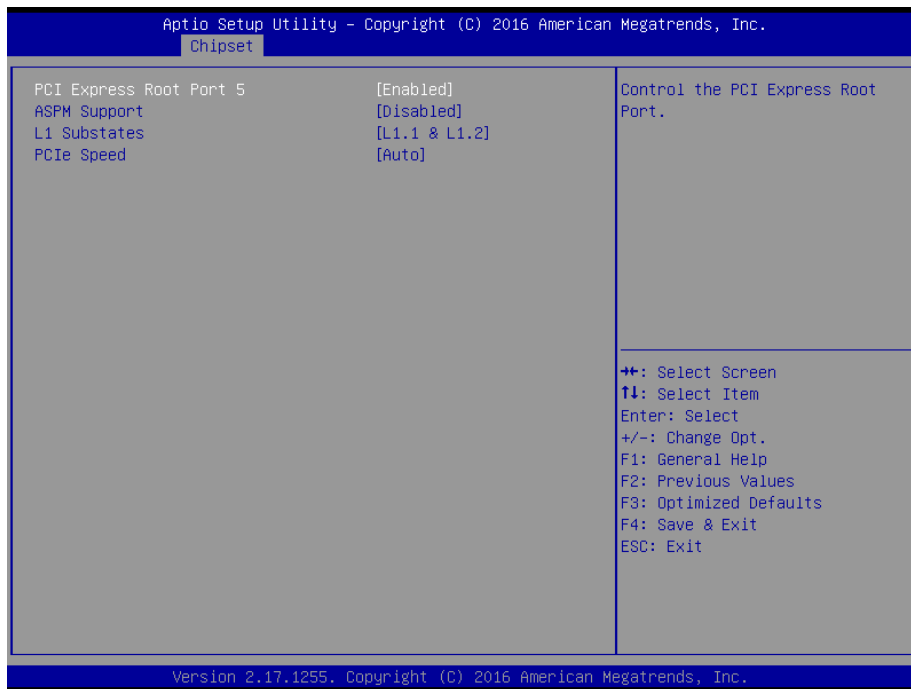 Aptio Setup Utility – Copyright (C) 2016 American Megatrends, Inc.
Chipset
PCI Express Root Port 5 [Enabled]
ASPM Support [Disabled]
L1 Substates [L1.1 & L1.2]
PCIe Speed [Auto]
Control the PCI Express Root
Port.
→←: Select Screen
↑↓: Select Item
Enter: Select
+/-: Change Opt.
F1: General Help
F2: Previous Values
F3: Optimized Defaults
F4: Save & Exit
ESC: Exit
Version 2.17.1255. Copyright (C) 2016 American Megatrends, Inc.